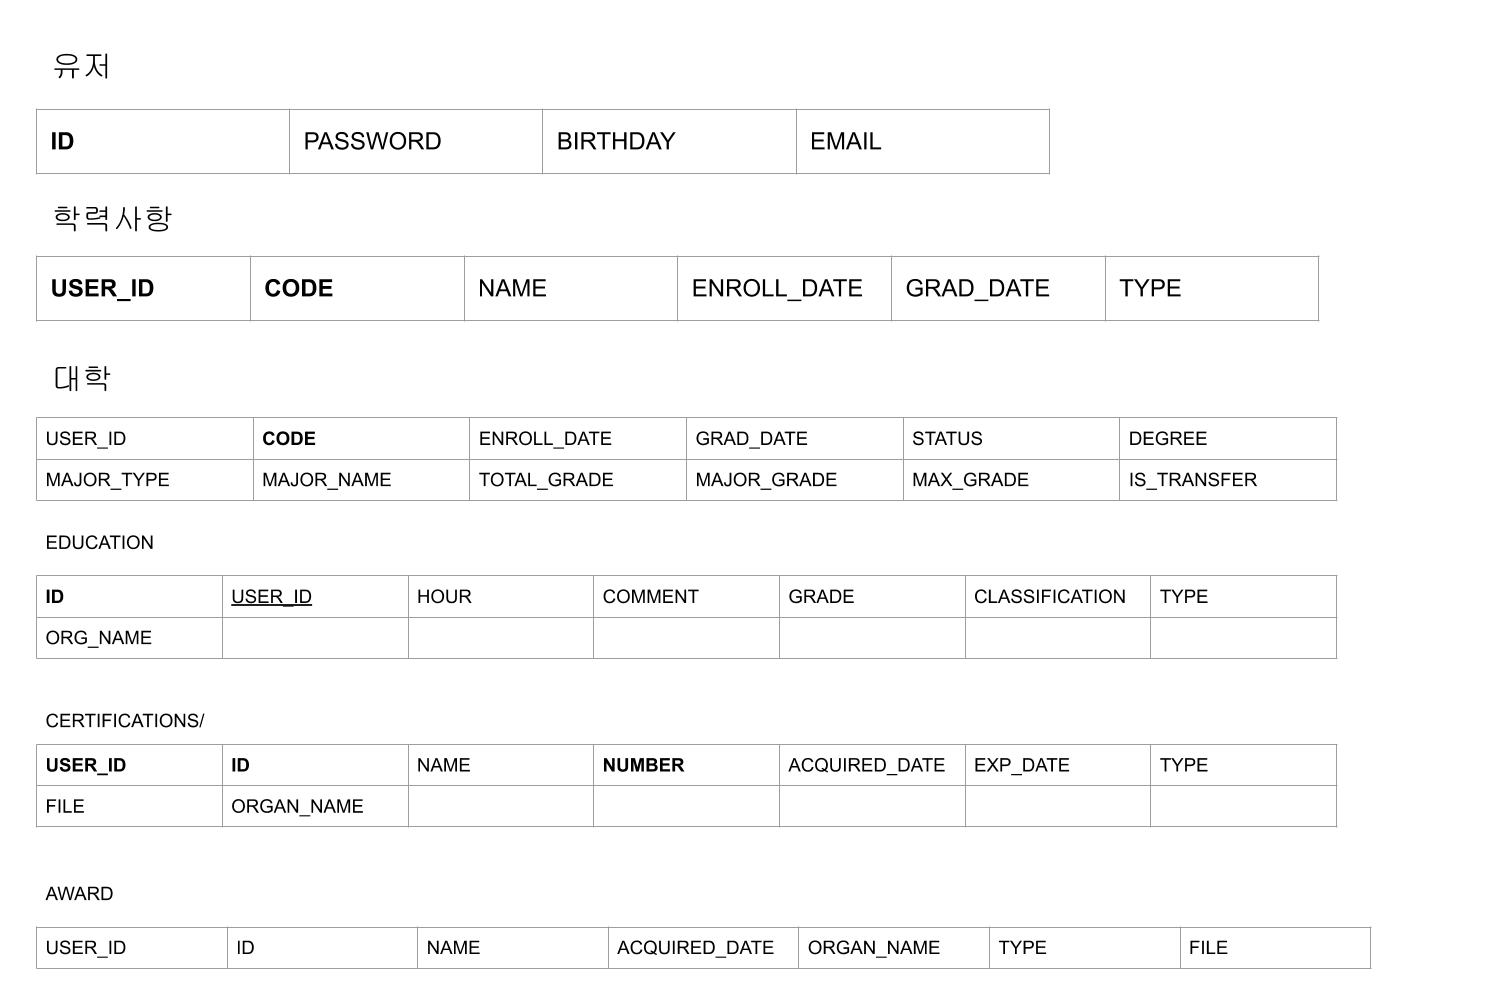 유저
ID PASSWORD BIRTHDAY EMAIL
학력사항
USER_ID CODE NAME ENROLL_DATE GRAD_DATE TYPE
대학
USER_ID CODE ENROLL_DATE GRAD_DATE STATUS DEGREE
MAJOR_TYPE MAJOR_NAME TOTAL_GRADE MAJOR_GRADE MAX_GRADE IS_TRANSFER
EDUCATION
ID USER_ID HOUR COMMENT GRADE CLASSIFICATION TYPE
ORG_NAME
CERTIFICATIONS/
USER_ID ID NAME NUMBER ACQUIRED_DATE EXP_DATE TYPE
FILE ORGAN_NAME
AWARD
USER_ID ID NAME ACQUIRED_DATE ORGAN_NAME TYPE FILE